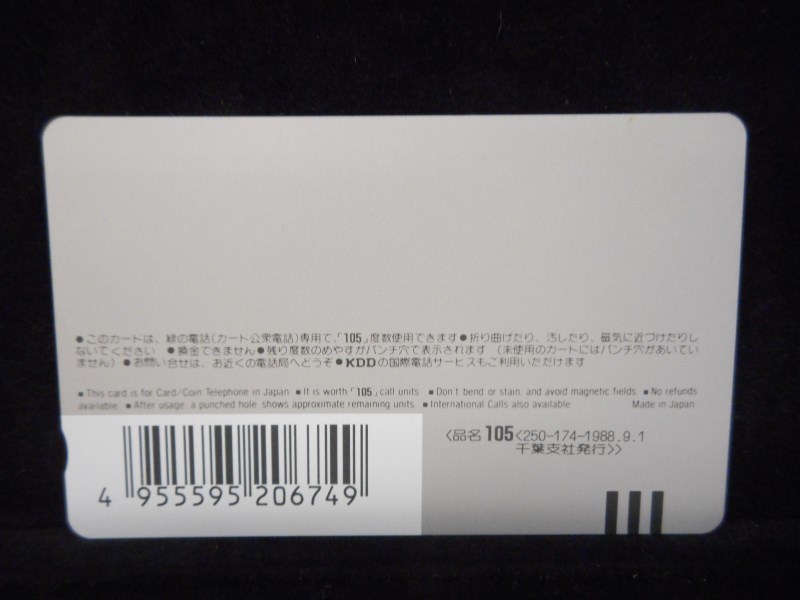 ●このカードは、緑の電話(カード公衆電話)専用で、「105」度数使用できます●折り曲げたり、汚したり、磁気に近づけたりし
ないでください ●換金できません●残り度数のめやすがパンチ穴で表示されます (未使用のカードにはパンチ穴があいてい
ません)●お問い合せは、お近くの電話局へどうぞ●KDDの国際電話サービスもご利用いただけます
■This card is for Card/Coin Telephone in Japan ■It is worth「105」call units ■Don't bend or stain, and avoid magnetic fields. ■No refunds
available ■After usage, a punched hole shows approximate remaining units ■International Calls also available Made in Japan
〈品名 105〈250-174-1988.9.1
千葉支社発行〉〉
4 955595 206749